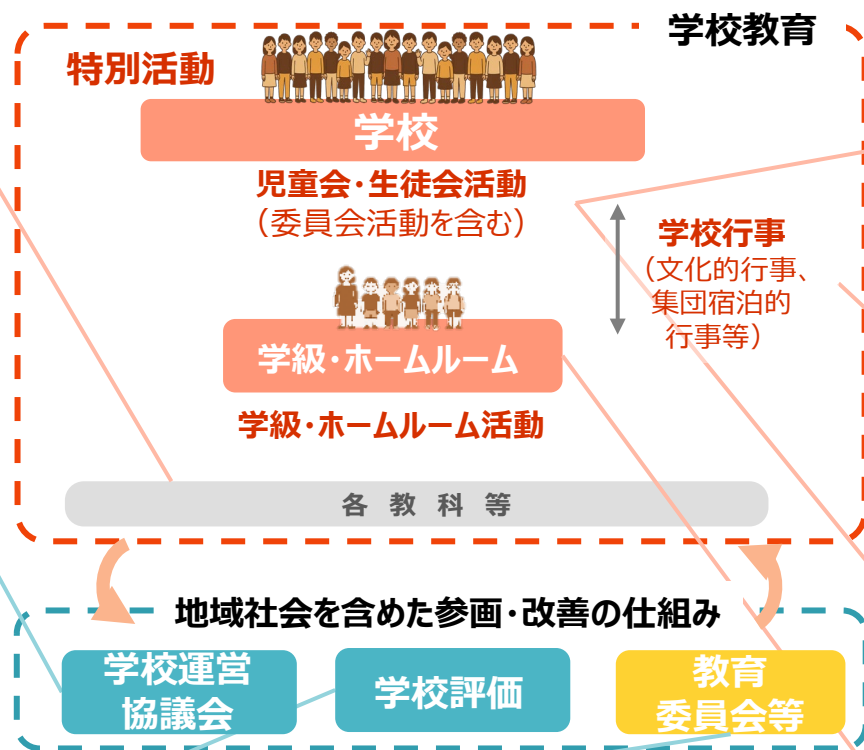 学校教育
特別活動
学校
児童会・生徒会活動
（委員会活動を含む）
学校行事
（文化的行事、
集団宿泊的
行事等）
学級・ホームルーム
学級・ホームルーム活動
各教科等
地域社会を含めた参画・改善の仕組み
学校運営
協議会
学校評価
教育
委員会等